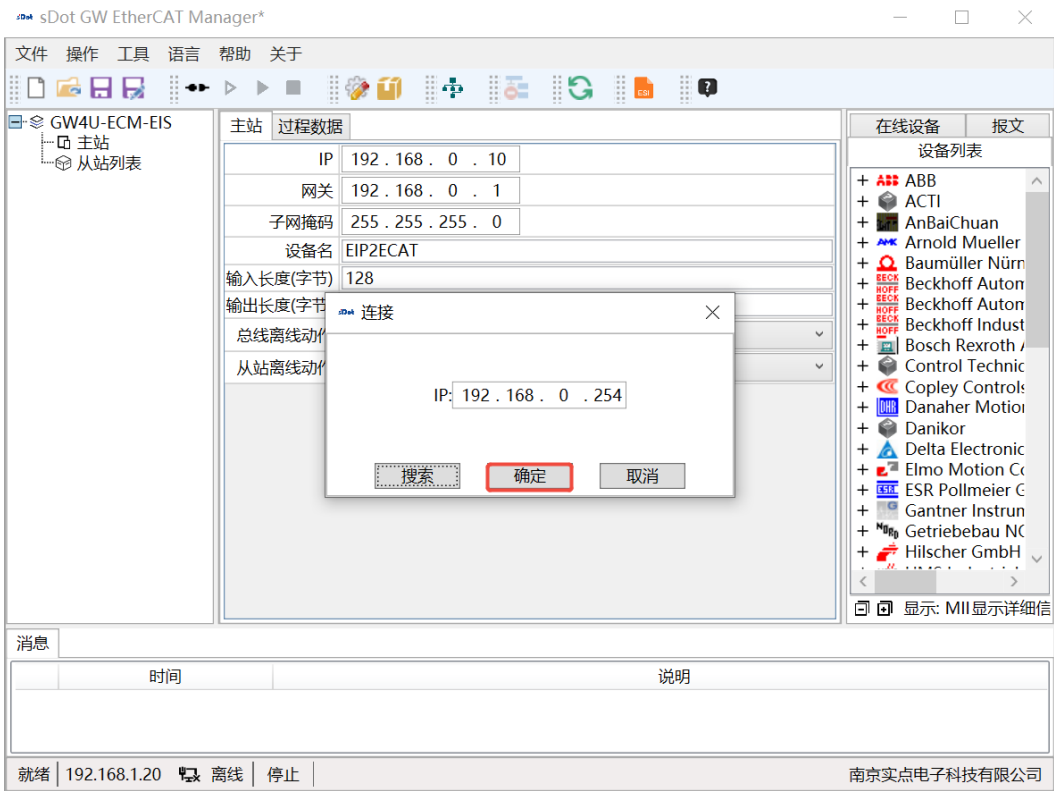 sDot GW EtherCAT Manager*
文件 操作 工具 语言 帮助 关于
ESI
GW4U-ECM-EIS
主站
从站列表
主站 过程数据
IP 192 . 168 . 0 . 10
网关 192 . 168 . 0 . 1
子网掩码 255 . 255 . 255 . 0
设备名 EIP2ECAT
输入长度(字节) 128
输出长度(字节
总线离线动作
从站离线动作
sDot 连接
IP: 192 . 168 . 0 . 254
搜索 确定 取消
在线设备 报文
设备列表
ABB
ACTI
AnBaiChuan
Arnold Mueller
Baumüller Nürn
Beckhoff Autom
Beckhoff Autom
Beckhoff Indust
Bosch Rexroth
Control Technic
Copley Controls
Danaher Motion
Danikor
Delta Electronic
Elmo Motion Co
ESR Pollmeier G
Gantner Instrum
Getriebebau NO
Hilscher GmbH
显示: MII显示详细信
消息
时间 说明
就绪 192.168.1.20 离线 停止 南京实点电子科技有限公司